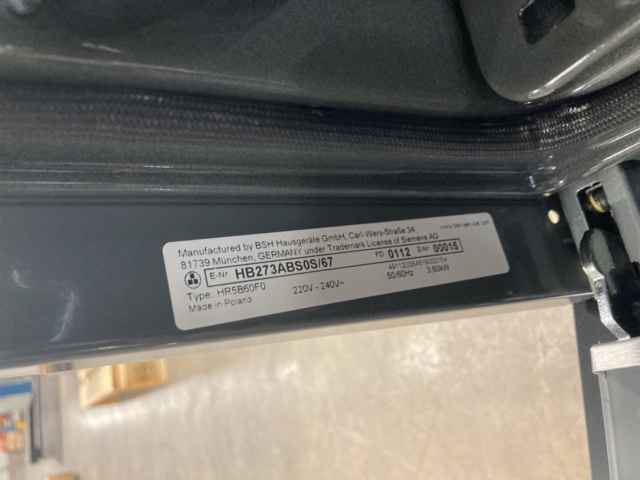 Manufactured by BSH Hausgeräte GmbH, Carl-Wery-Straße 34,
81739 München, GERMANY under Trademark License of Siemens AG
E-Nr: HB273ABS0S/67 FD 0112 Z-Nr 00015
Type: HR5B60F0 220V - 240V~ 50/60Hz 3,60kW
Made in Poland